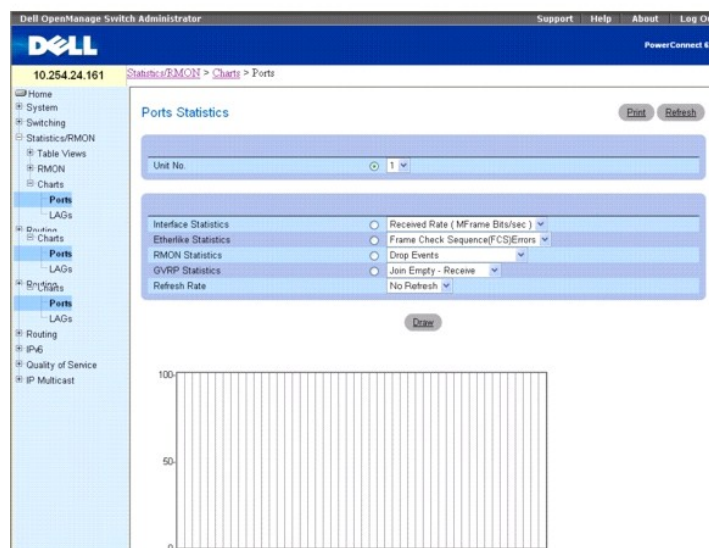 Dell OpenManage Switch Administrator
Support Help About Log O
DELL
PowerConnect 6
10.254.24.161
Statistics/RMON > Charts > Ports
Home
System
Switching
Statistics/RMON
Table Views
RMON
Charts
Ports
LAGs
Routing
Charts
Ports
LAGs
Routing
Charts
Ports
LAGs
Routing
IPv6
Quality of Service
IP Multicast
Ports Statistics
Print Refresh
Unit No. 1
Interface Statistics Received Rate ( MFrame Bits/sec )
Etherlike Statistics Frame Check Sequence(FCS)Errors
RMON Statistics Drop Events
GVRP Statistics Join Empty - Receive
Refresh Rate No Refresh
Draw
100
50
0